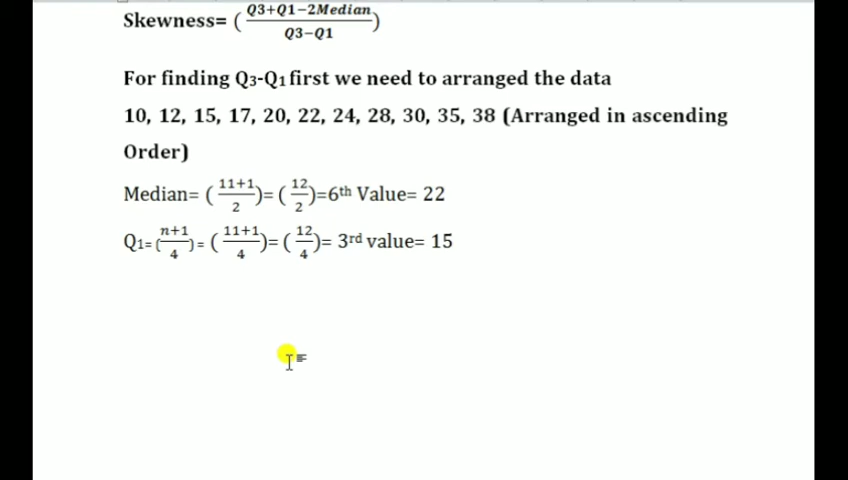 Skewness= (Q3+Q1−2Median/Q3−Q1)
For finding Q3-Q1 first we need to arranged the data
10, 12, 15, 17, 20, 22, 24, 28, 30, 35, 38 (Arranged in ascending
Order)
Median= (11+1/2)= (12/2)=6th Value= 22
Q1= (n+1/4) = (11+1/4)= (12/4)= 3rd value= 15